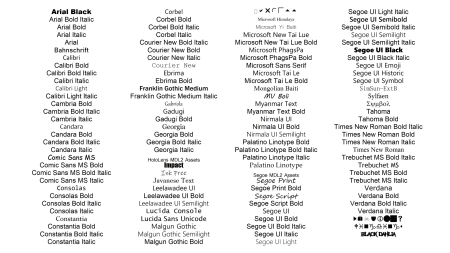 Arial Black
Arial Bold Italic
Arial Bold
Arial Italic
Arial
Bahnschrift
Calibri
Calibri Bold
Calibri Bold Italic
Calibri Italic
Calibri Light
Calibri Light Italic
Cambria Bold
Cambria Bold Italic
Cambria Italic
Candara
Candara Bold
Candara Bold Italic
Candara Italic
Comic Sans MS
Comic Sans MS Bold
Comic Sans MS Bold Italic
Comic Sans MS Italic
Consolas
Consolas Bold
Consolas Bold Italic
Consolas Italic
Constantia
Constantia Bold
Constantia Bold Italic
Constantia Italic
Corbel
Corbel Bold
Corbel Bold Italic
Courier New Bold
Courier New Bold Italic
Courier New Italic
Courier New
Ebrima
Ebrima Bold
Franklin Gothic Medium
Franklin Gothic Medium Italic
Gabriola
Gadugi
Gadugi Bold
Georgia
Georgia Bold
Georgia Bold Italic
Georgia Italic
HoloLens MDL2 Assets
Impact
Ink Free
Javanese Text
Leelawadee UI
Leelawadee UI Bold
Leelawadee UI Semilight
Lucida Console
Lucida Sans Unicode
Malgun Gothic
Malgun Gothic Semilight
Malgun Gothic Bold
Microsoft Himalaya
Microsoft Yi Baiti
Microsoft New Tai Lue
Microsoft New Tai Lue Bold
Microsoft PhagsPa
Microsoft PhagsPa Bold
Microsoft Sans Serif
Microsoft Tai Le
Microsoft Tai Le Bold
Mongolian Baiti
MV Boli
Myanmar Text
Myanmar Text Bold
Nirmala UI
Nirmala UI Bold
Nirmala UI Semilight
Palatino Linotype Bold
Palatino Linotype Bold Italic
Palatino Linotype Italic
Palatino Linotype
Segoe MDL2 Assets
Segoe Print
Segoe Print Bold
Segoe Script
Segoe Script Bold
Segoe UI
Segoe UI Bold
Segoe UI Bold Italic
Segoe UI Italic
Segoe UI Light
Segoe UI Light Italic
Segoe UI Semibold
Segoe UI Semibold Italic
Segoe UI Semilight
Segoe UI Semilight Italic
Segoe UI Black
Segoe UI Black Italic
Segoe UI Emoji
Segoe UI Historic
Segoe UI Symbol
SimSun-ExtB
Sylfaen
Σψμβολ
Tahoma
Tahoma Bold
Times New Roman Bold
Times New Roman Bold Italic
Times New Roman Italic
Times New Roman
Trebuchet MS
Trebuchet MS Bold
Trebuchet MS Bold Italic
Trebuchet MS Italic
Verdana
Verdana Bold
Verdana Bold Italic
Verdana Italic
BLACK DAHLIA